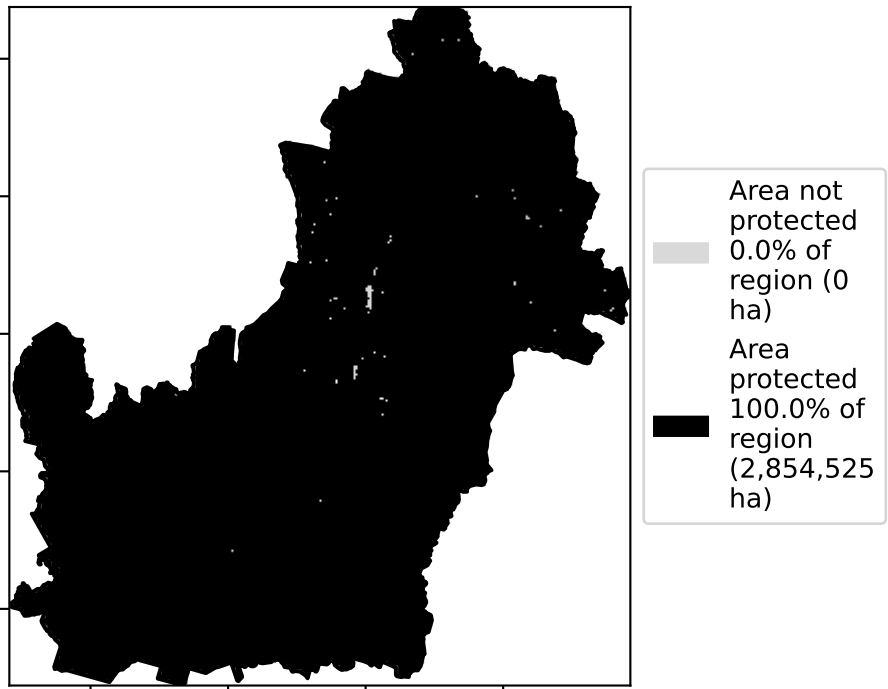 Area not
protected
0.0% of
region (0
ha)
Area
protected
100.0% of
region
(2,854,525
ha)